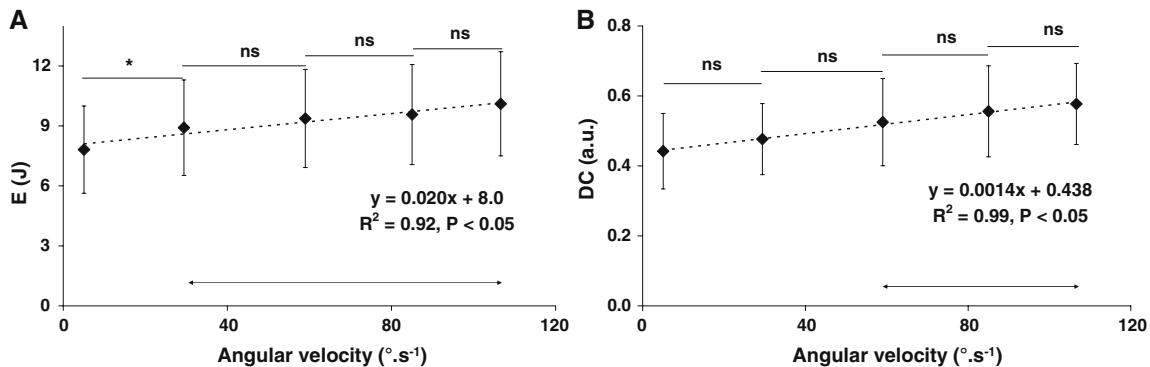 A
*
ns
ns
ns
12
9
6
3
0
E (J)
y = 0.020x + 8.0
R² = 0.92, P < 0.05
0 40 80 120
Angular velocity (°.s⁻¹)
B
ns
ns
ns
ns
0.8
0.6
0.4
0.2
0.0
DC (a.u.)
y = 0.0014x + 0.438
R² = 0.99, P < 0.05
0 40 80 120
Angular velocity (°.s⁻¹)